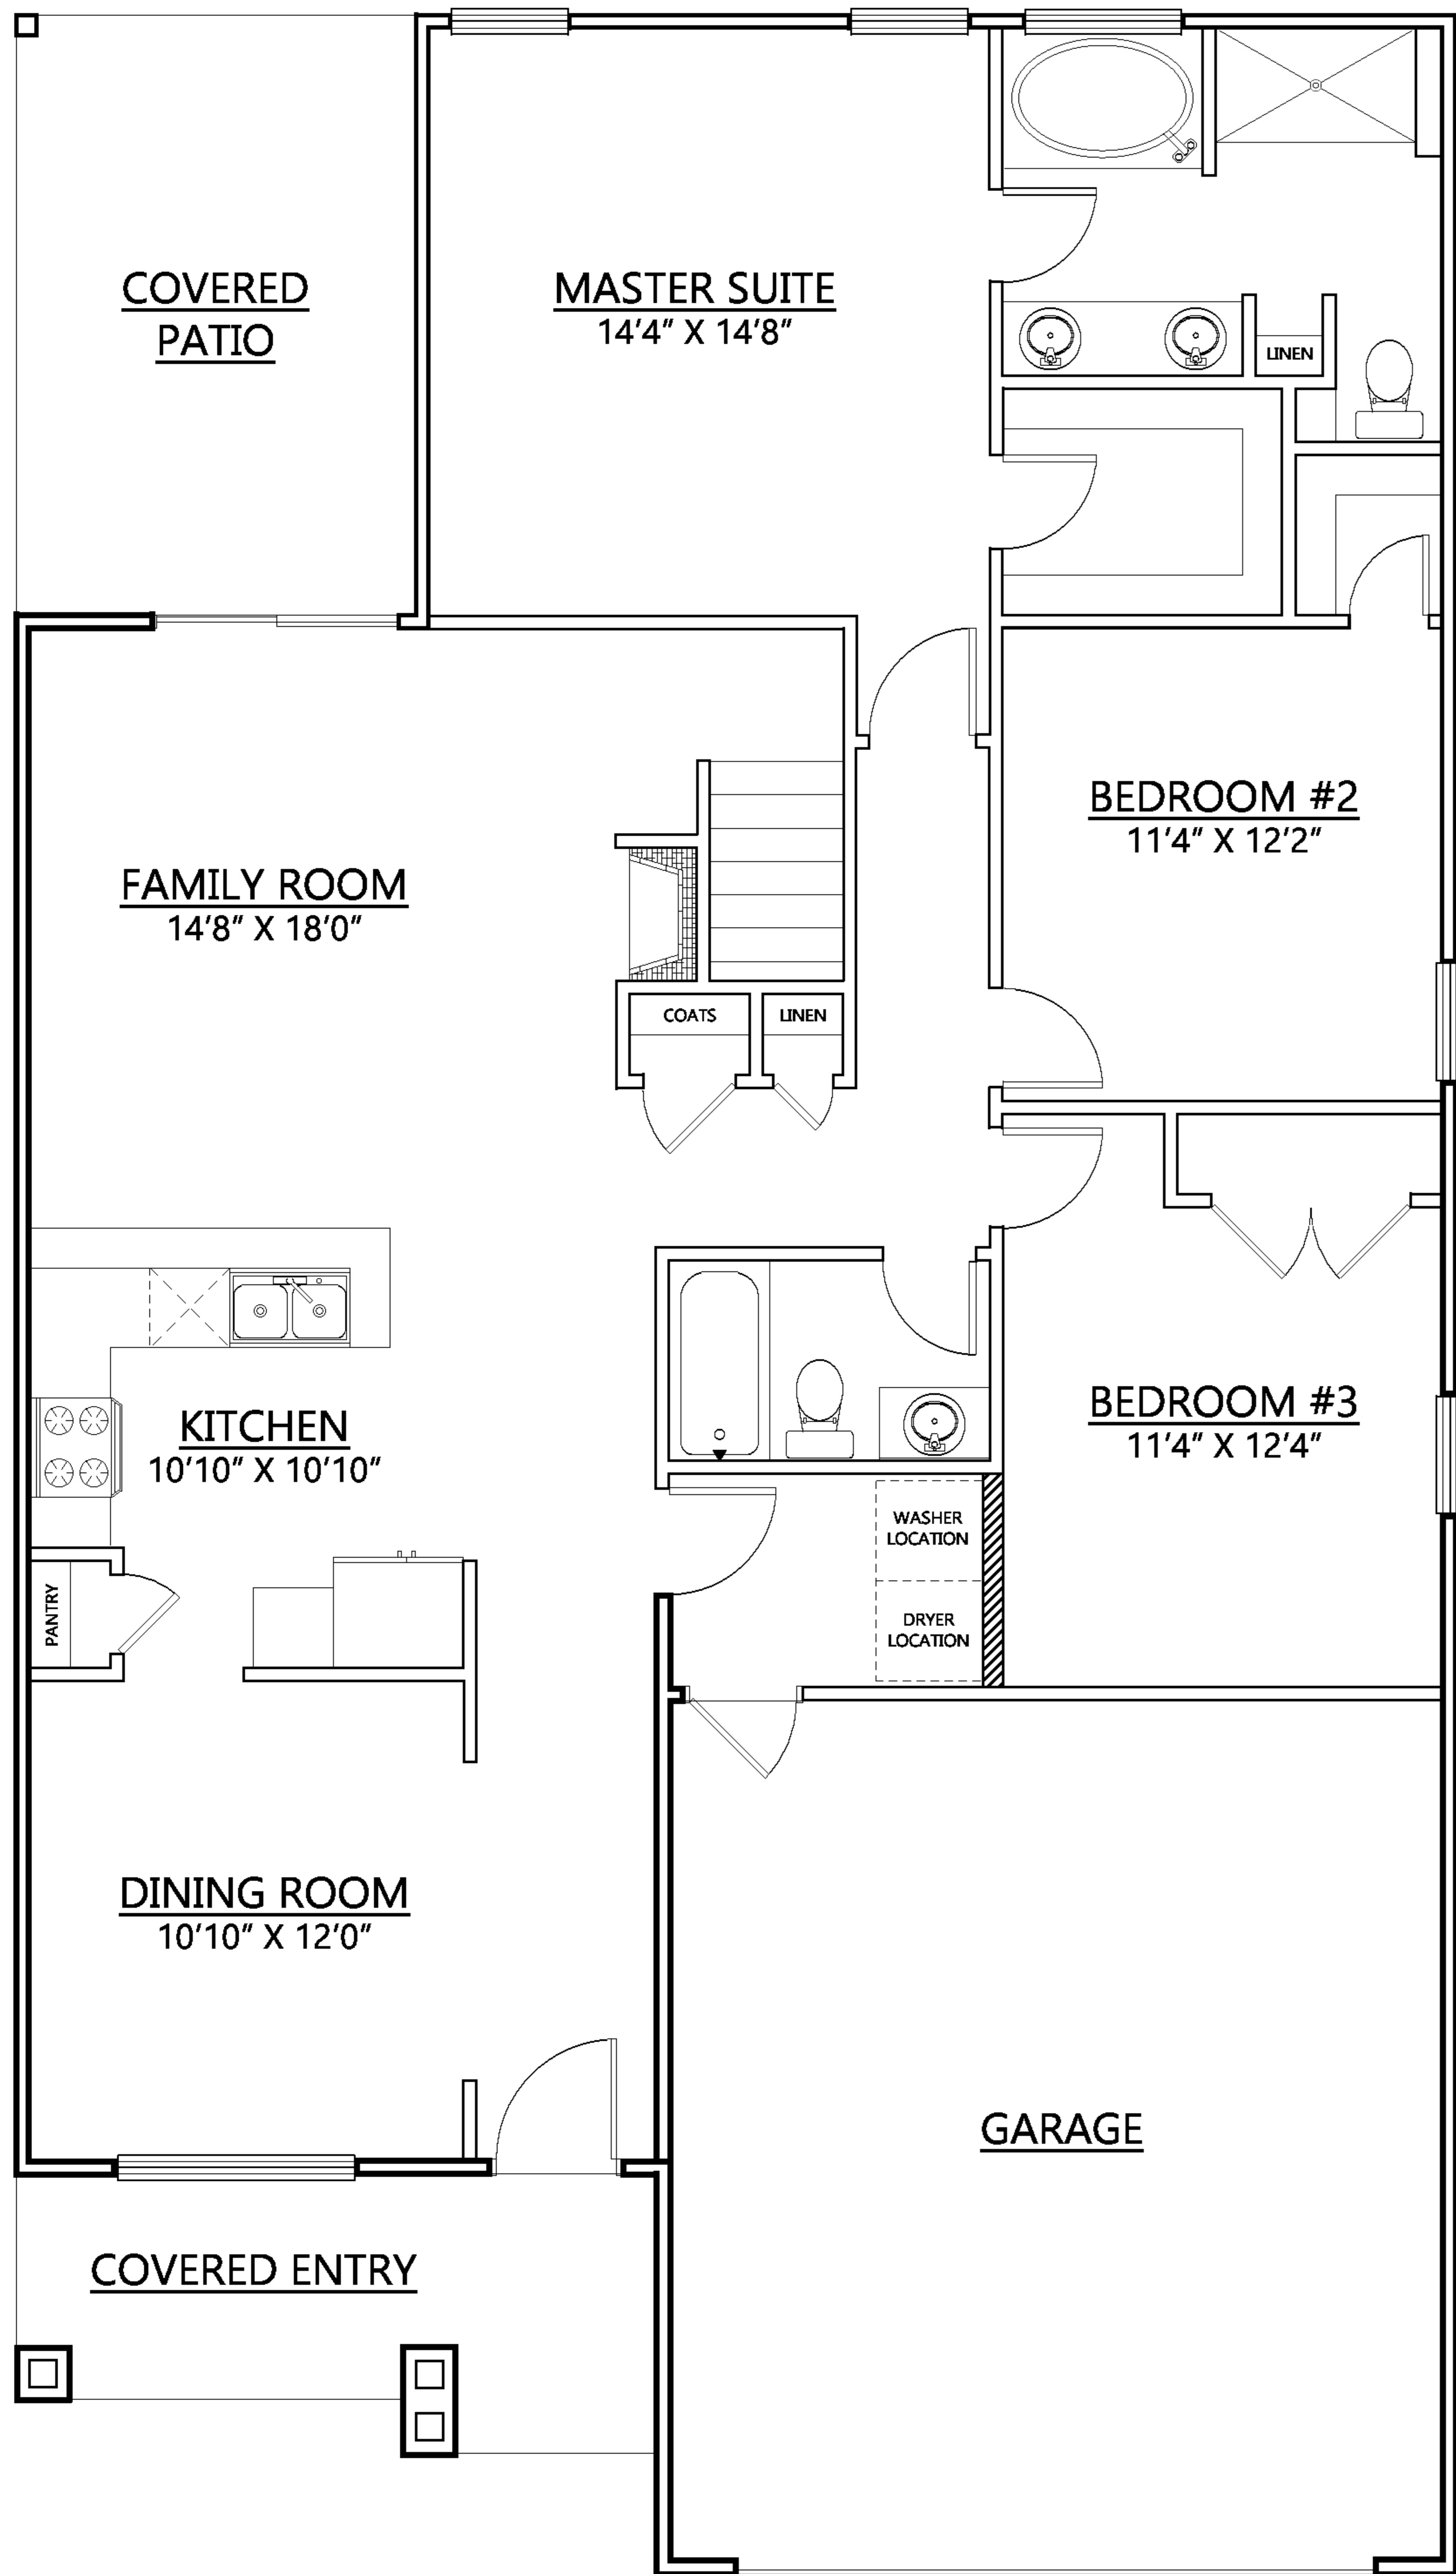 COVERED
PATIO
MASTER SUITE
14'4" X 14'8"
LINEN
BEDROOM #2
11'4" X 12'2"
FAMILY ROOM
14'8" X 18'0"
COATS
LINEN
KITCHEN
10'10" X 10'10"
BEDROOM #3
11'4" X 12'4"
WASHER
LOCATION
DRYER
LOCATION
PANTRY
DINING ROOM
10'10" X 12'0"
GARAGE
COVERED ENTRY